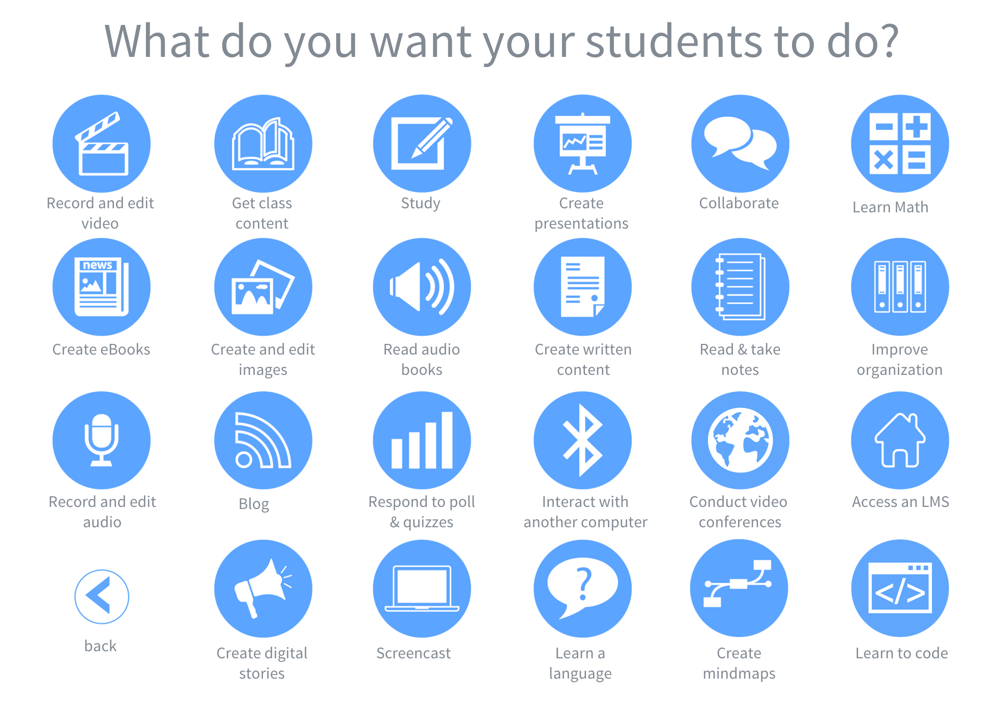 What do you want your students to do?
Record and edit
video
Get class
content
Study
Create
presentations
Collaborate
Learn Math
news
Create eBooks
Create and edit
images
Read audio
books
Create written
content
Read & take
notes
Improve
organization
Record and edit
audio
Blog
Respond to poll
& quizzes
Interact with
another computer
Conduct video
conferences
Access an LMS
?
</>
back
Create digital
stories
Screencast
Learn a
language
Create
mindmaps
Learn to code